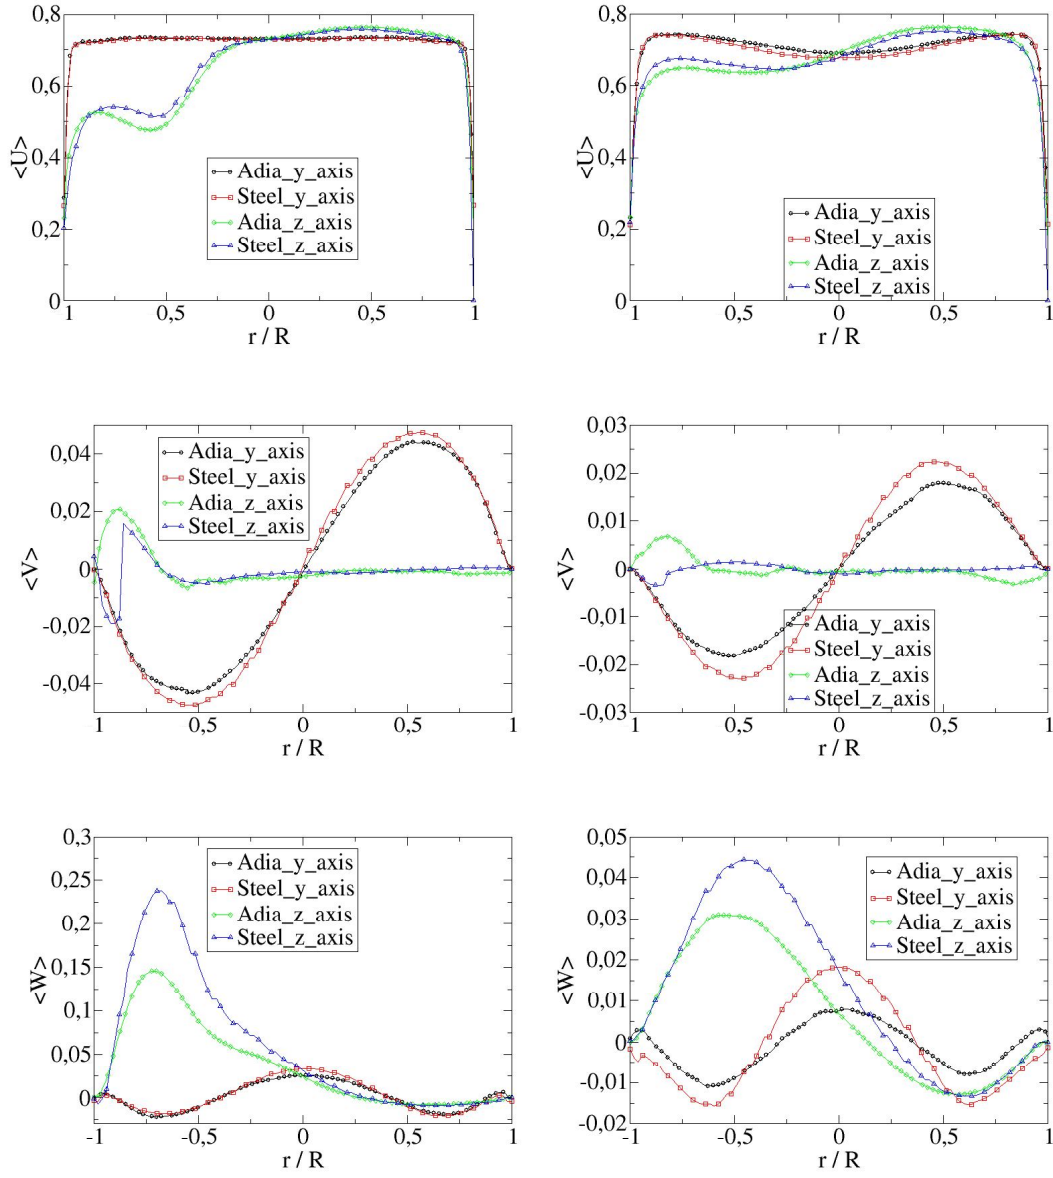 0,8
0,6
0,4
0,2
0
<U>
Adia_y_axis
Steel_y_axis
Adia_z_axis
Steel_z_axis
1 0,5 0 0,5 1
r / R
0,8
0,6
0,4
0,2
0
<U>
Adia_y_axis
Steel_y_axis
Adia_z_axis
Steel_z_axis
1 0,5 0 0,5 1
r / R
0,04
0,02
0
-0,02
-0,04
<V>
Adia_y_axis
Steel_y_axis
Adia_z_axis
Steel_z_axis
1 -0,5 0 0,5 1
r / R
0,03
0,02
0,01
0
-0,01
-0,02
-0,03
<V>
Adia_y_axis
Steel_y_axis
Adia_z_axis
Steel_z_axis
1 0,5 0 0,5 1
r / R
0,3
0,25
0,2
0,15
0,1
0,05
0
<W>
Adia_y_axis
Steel_y_axis
Adia_z_axis
Steel_z_axis
-1 -0,5 0 0,5 1
r / R
0,05
0,04
0,03
0,02
0,01
0
-0,01
0,02
<W>
Adia_y_axis
Steel_y_axis
Adia_z_axis
Steel_z_axis
-1 -0,5 0 0,5 1
r / R